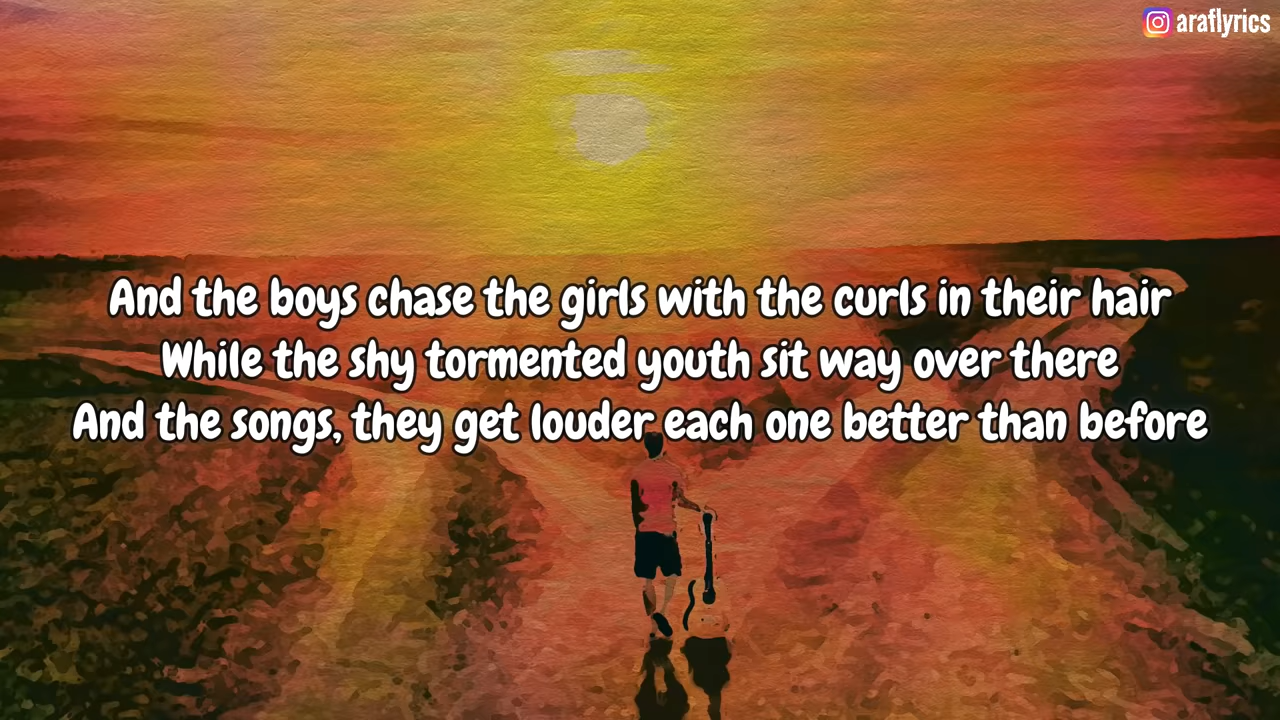 araflyrics
And the boys chase the girls with the curls in their hair
While the shy tormented youth sit way over there
And the songs, they get louder each one better than before